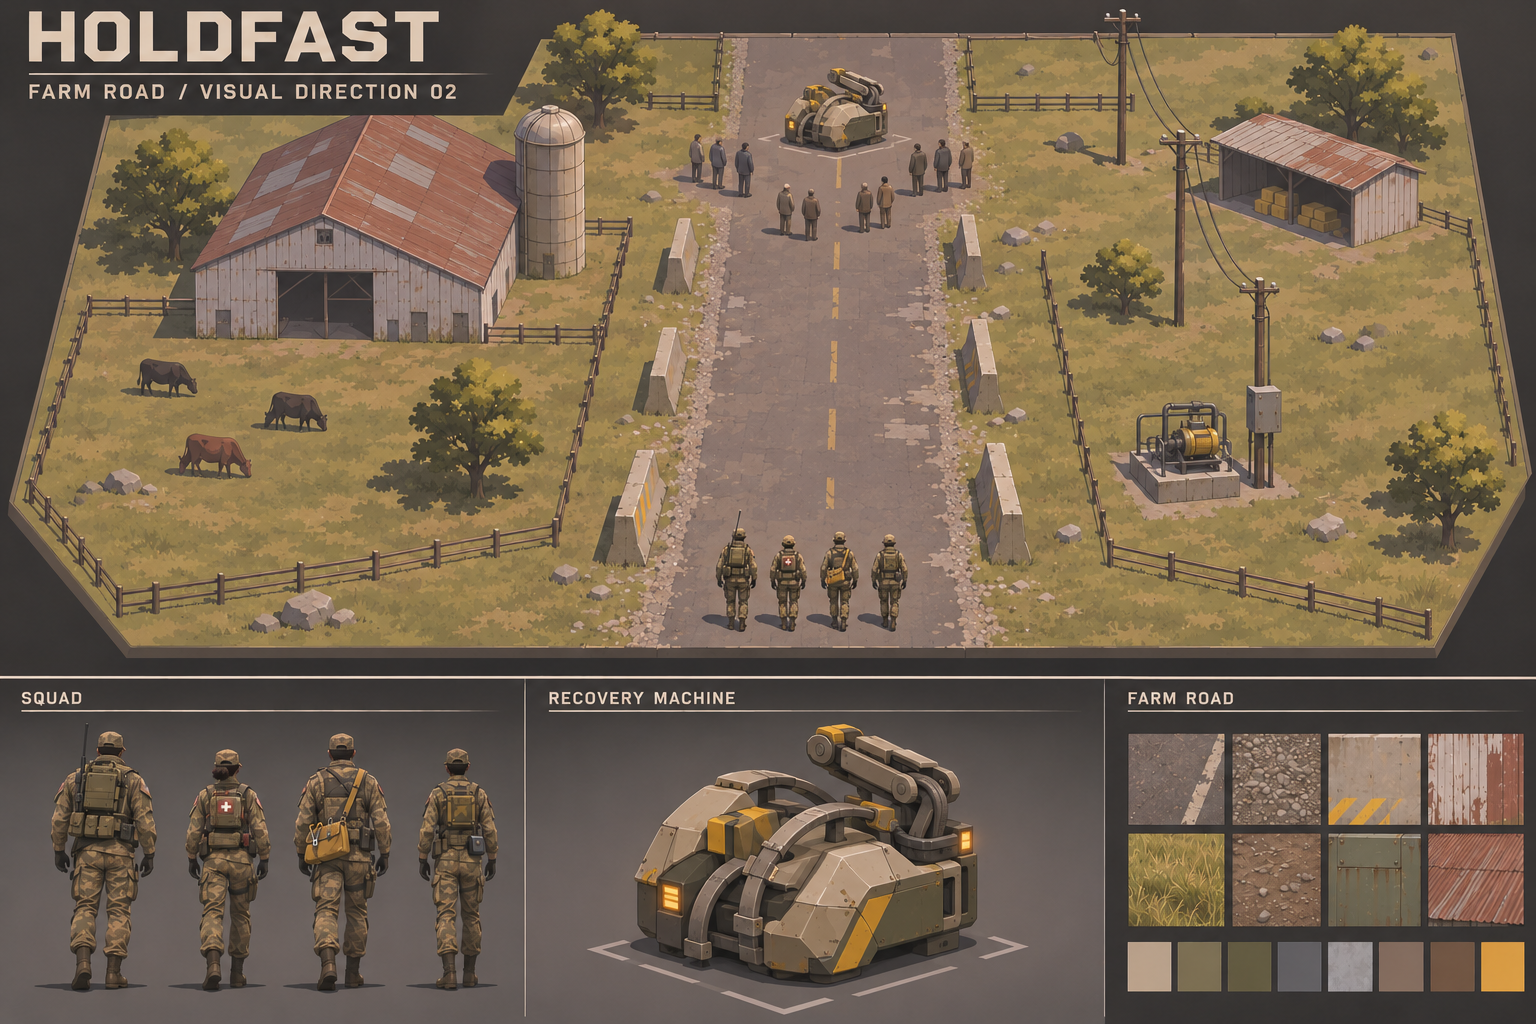 HOLDFAST
FARM ROAD / VISUAL DIRECTION 02
SQUAD
RECOVERY MACHINE
FARM ROAD